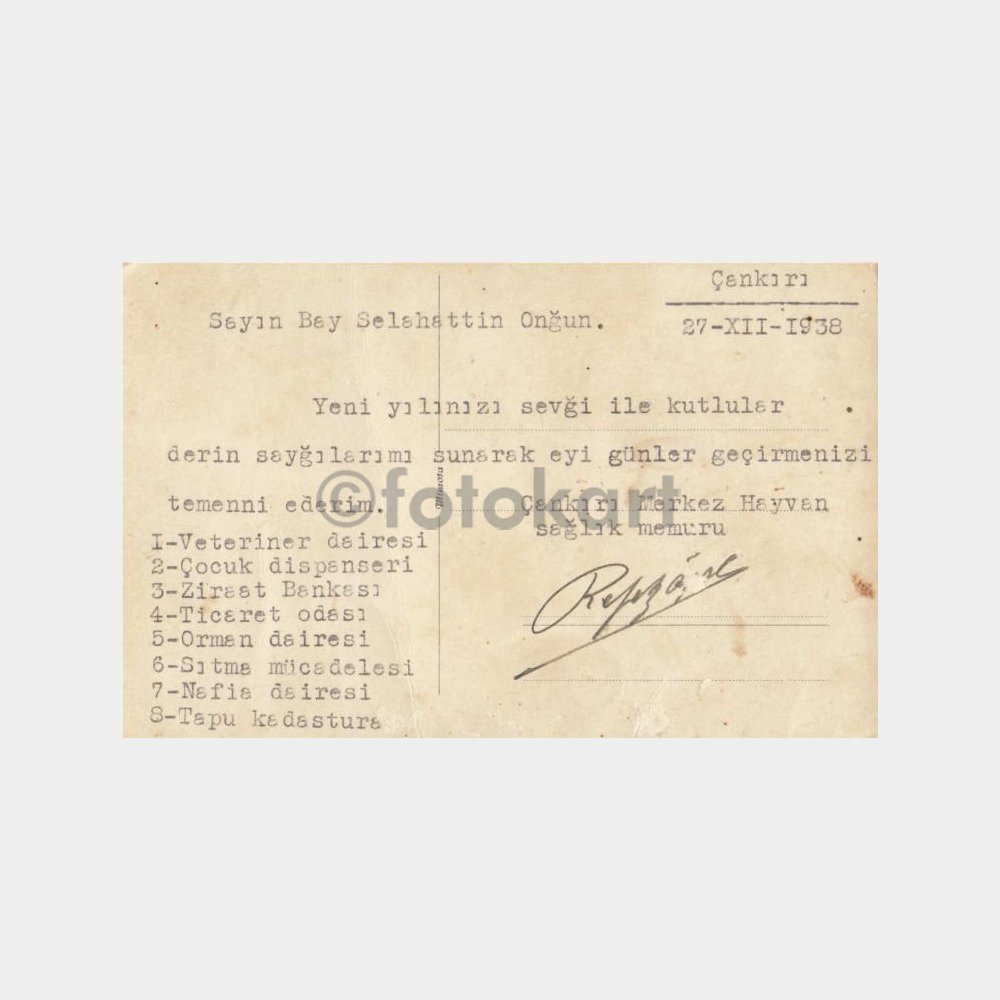 Çankırı
27-XII-I938
Sayın Bay Selahattin Onğun.
Yeni yılınızı sevği ile kutlular
derin sayğılarımı sunarak eyi günler geçirmenizi
temenni ederim.
Çankırı Merkez Hayvan
sağlık memuru
I-Veteriner dairesi
2-Çocuk dispanseri
3-Ziraat Bankası
4-Ticaret odası
5-Orman dairesi
6-Sıtma mücadelesi
7-Nafia dairesi
8-Tapu kadastura
©fotokart